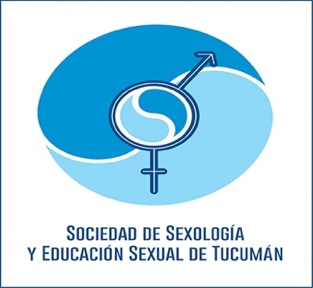 Sociedad de Sexología
y Educación Sexual de Tucumán